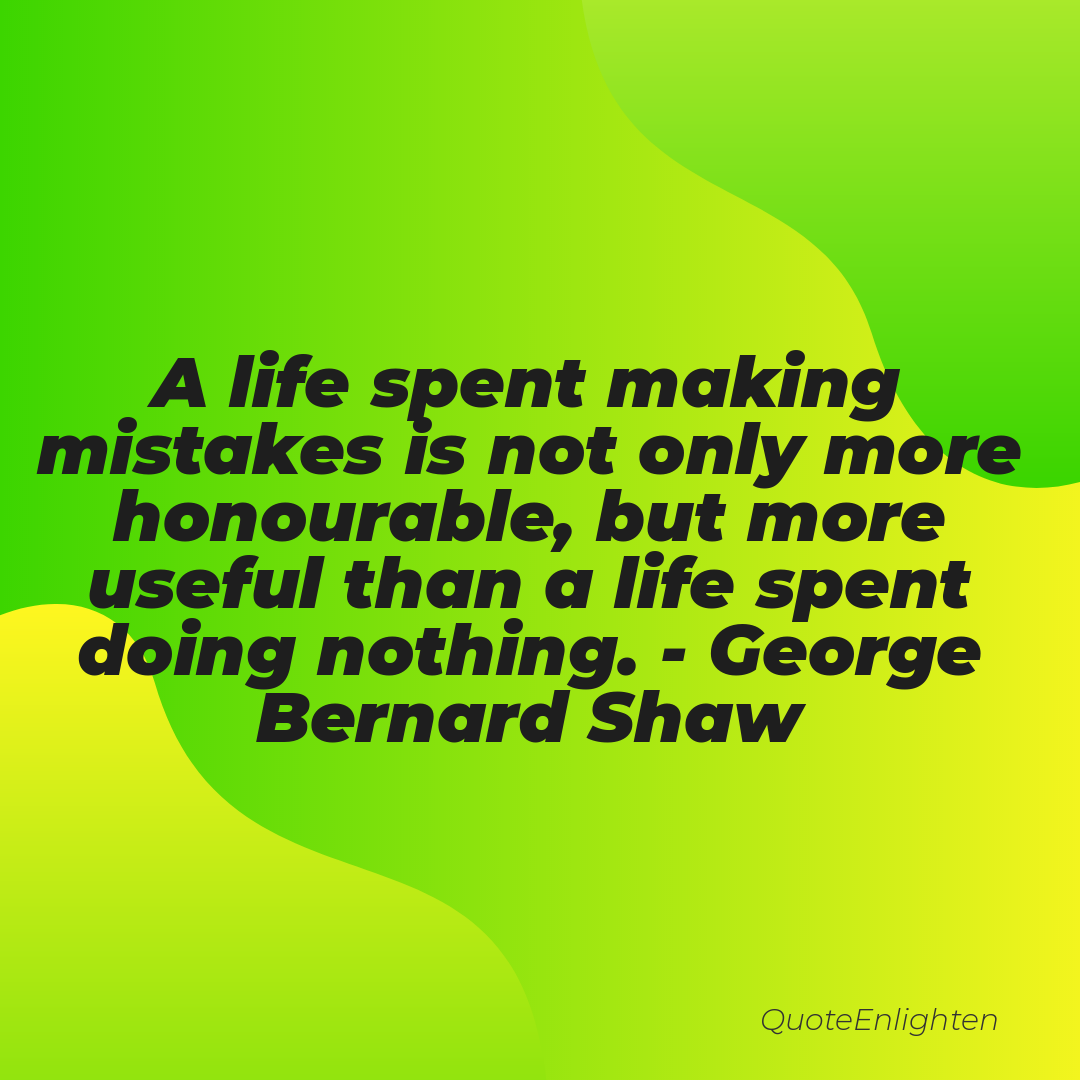 A life spent making
mistakes is not only more
honourable, but more
useful than a life spent
doing nothing. - George
Bernard Shaw
QuoteEnlighten